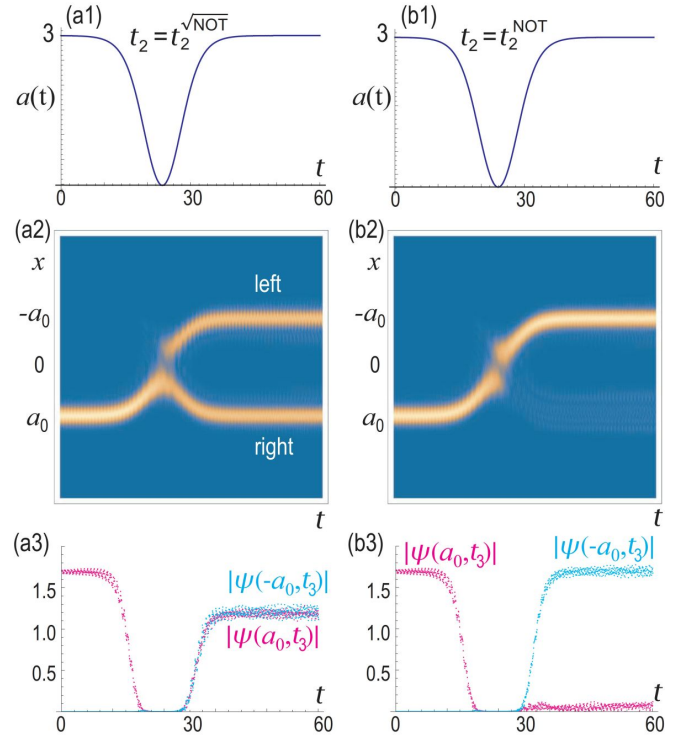 (a1)
3
t₂ = t₂^√NOT
a(t)
t
0 30 60
(b1)
3
t₂ = t₂^NOT
a(t)
t
0 30 60
(a2)
x
-a₀
0
a₀
left
right
t
(b2)
x
-a₀
0
a₀
t
(a3)
1.5
1.0
0.5
|ψ(-a₀,t₃)|
|ψ(a₀,t₃)|
t
0 30 60
(b3)
|ψ(a₀,t₃)|
|ψ(-a₀,t₃)|
1.5
1.0
0.5
t
0 30 60